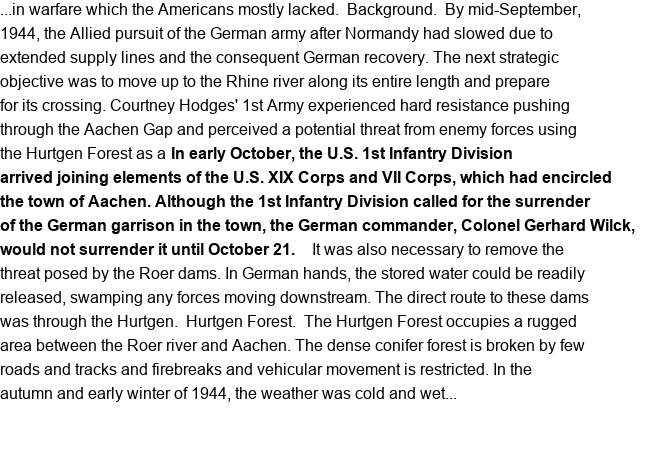 ...in warfare which the Americans mostly lacked.  Background.  By mid-September,
1944, the Allied pursuit of the German army after Normandy had slowed due to
extended supply lines and the consequent German recovery. The next strategic
objective was to move up to the Rhine river along its entire length and prepare
for its crossing. Courtney Hodges' 1st Army experienced hard resistance pushing
through the Aachen Gap and perceived a potential threat from enemy forces using
the Hurtgen Forest as a In early October, the U.S. 1st Infantry Division
arrived joining elements of the U.S. XIX Corps and VII Corps, which had encircled
the town of Aachen. Although the 1st Infantry Division called for the surrender
of the German garrison in the town, the German commander, Colonel Gerhard Wilck,
would not surrender it until October 21.    It was also necessary to remove the
threat posed by the Roer dams. In German hands, the stored water could be readily
released, swamping any forces moving downstream. The direct route to these dams
was through the Hurtgen.  Hurtgen Forest.  The Hurtgen Forest occupies a rugged
area between the Roer river and Aachen. The dense conifer forest is broken by few
roads and tracks and firebreaks and vehicular movement is restricted. In the
autumn and early winter of 1944, the weather was cold and wet...